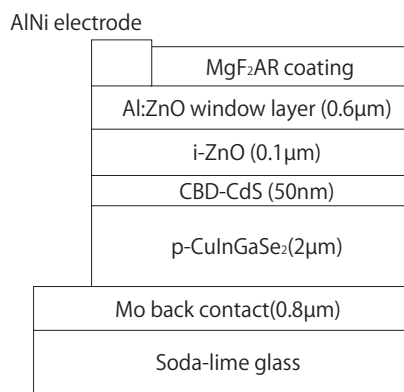 AlNi electrode
MgF₂AR coating
Al:ZnO window layer (0.6μm)
i-ZnO (0.1μm)
CBD-CdS (50nm)
p-CuInGaSe₂(2μm)
Mo back contact(0.8μm)
Soda-lime glass